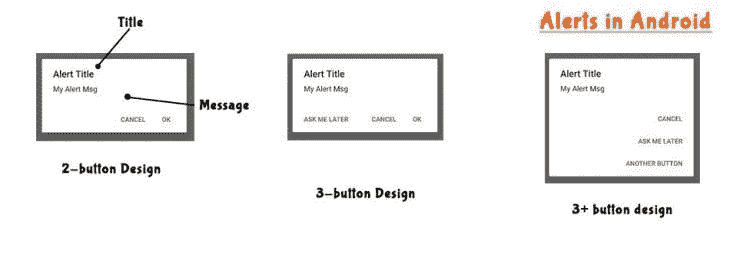 Alerts in Android
Title
Alert Title
My Alert Msg
Message
CANCEL OK
2-button Design
Alert Title
My Alert Msg
ASK ME LATER CANCEL OK
3-button Design
Alert Title
My Alert Msg
CANCEL
ASK ME LATER
ANOTHER BUTTON
3+ button design